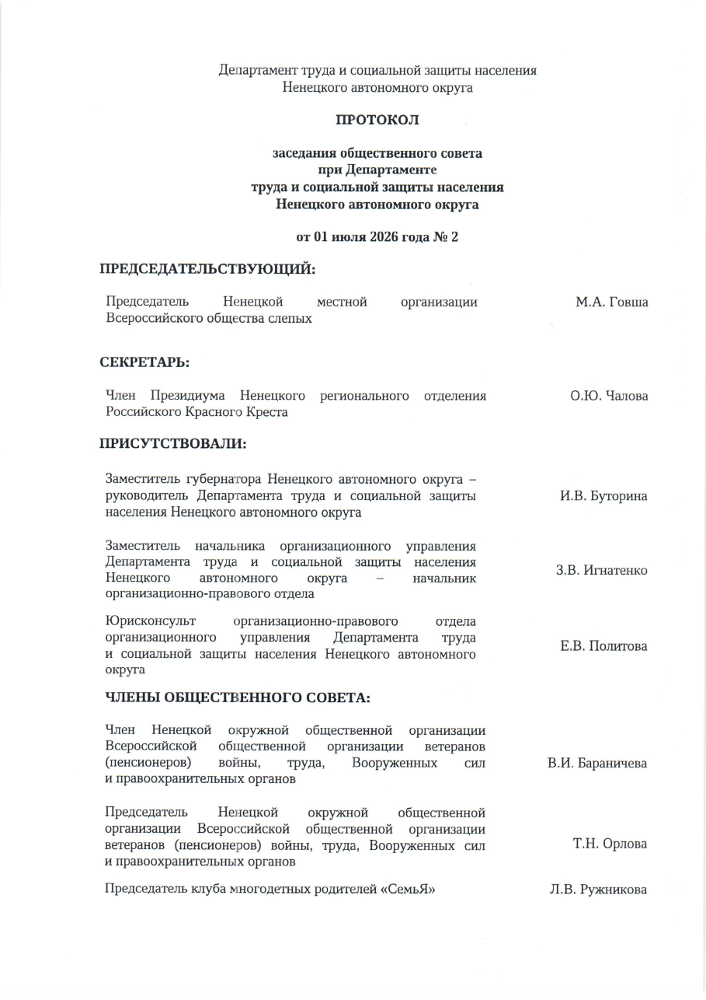 Департамент труда и социальной защиты населения
Ненецкого автономного округа
ПРОТОКОЛ
заседания общественного совета
при Департаменте
труда и социальной защиты населения
Ненецкого автономного округа
от 01 июля 2026 года № 2
ПРЕДСЕДАТЕЛЬСТВУЮЩИЙ:
Председатель Ненецкой местной организации М.А. Говша
Всероссийского общества слепых
СЕКРЕТАРЬ:
Член Президиума Ненецкого регионального отделения О.Ю. Чалова
Российского Красного Креста
ПРИСУТСТВОВАЛИ:
Заместитель губернатора Ненецкого автономного округа –
руководитель Департамента труда и социальной защиты И.В. Буторина
населения Ненецкого автономного округа
Заместитель начальника организационного управления
Департамента труда и социальной защиты населения
Ненецкого автономного округа – начальник З.В. Игнатенко
организационно-правового отдела
Юрисконсульт организационно-правового отдела
организационного управления Департамента труда
и социальной защиты населения Ненецкого автономного Е.В. Политова
округа
ЧЛЕНЫ ОБЩЕСТВЕННОГО СОВЕТА:
Член Ненецкой окружной общественной организации
Всероссийской общественной организации ветеранов
(пенсионеров) войны, труда, Вооруженных сил В.И. Бараничева
и правоохранительных органов
Председатель Ненецкой окружной общественной
организации Всероссийской общественной организации
ветеранов (пенсионеров) войны, труда, Вооруженных сил Т.Н. Орлова
и правоохранительных органов
Председатель клуба многодетных родителей «СемьЯ» Л.В. Ружникова